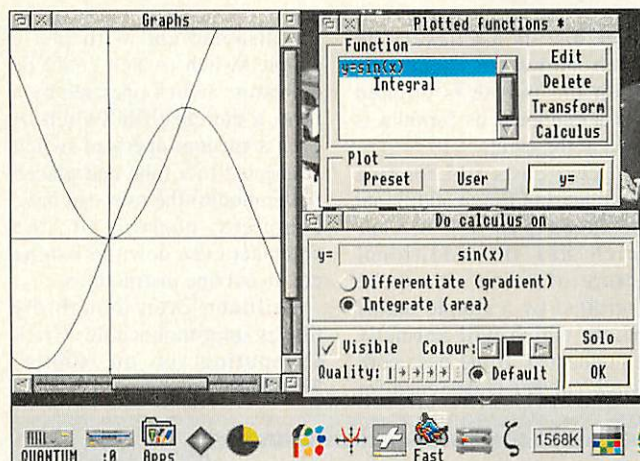 Graphs
Plotted functions *
Function
y=sin(x)
Integral
Edit
Delete
Transform
Calculus
Plot
Preset
User
y=
Do calculus on
y=
sin(x)
Differentiate (gradient)
Integrate (area)
Visible
Colour:
Solo
Quality:
Default
OK
QUANTUM
:0
Apps
Fast
1568K